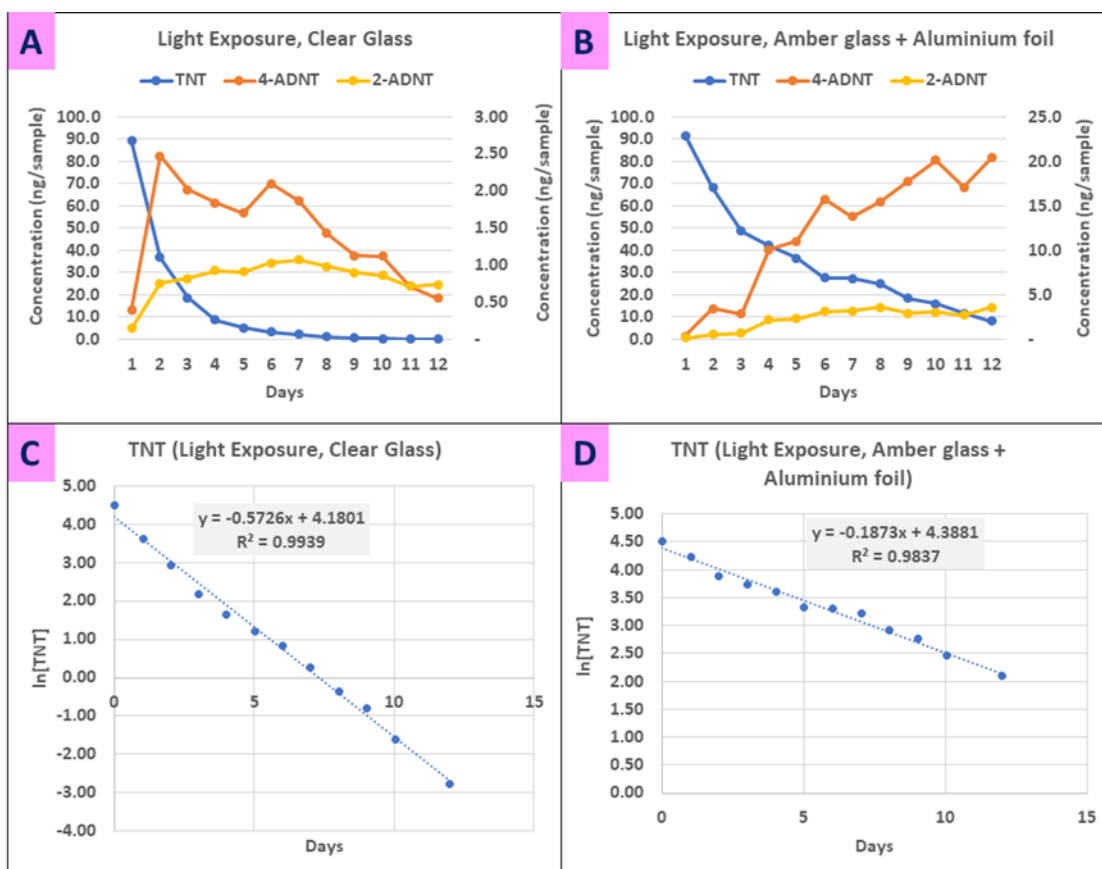 A
Light Exposure, Clear Glass
TNT 4-ADNT 2-ADNT
Concentration (ng/sample)
100.0
90.0
80.0
70.0
60.0
50.0
40.0
30.0
20.0
10.0
0.0
3.00
2.50
2.00
1.50
1.00
0.50
-
Concentration (ng/sample)
1 2 3 4 5 6 7 8 9 10 11 12
Days
B
Light Exposure, Amber glass + Aluminium foil
TNT 4-ADNT 2-ADNT
Concentration (ng/sample)
100.0
90.0
80.0
70.0
60.0
50.0
40.0
30.0
20.0
10.0
0.0
25.0
20.0
15.0
10.0
5.0
-
Concentration (ng/sample)
1 2 3 4 5 6 7 8 9 10 11 12
Days
C
TNT (Light Exposure, Clear Glass)
y = -0.5726x + 4.1801
R² = 0.9939
ln[TNT]
5.00
4.00
3.00
2.00
1.00
0.00
-1.00
-2.00
-3.00
-4.00
0 5 10 15
Days
D
TNT (Light Exposure, Amber glass +
Aluminium foil)
y = -0.1873x + 4.3881
R² = 0.9837
ln[TNT]
5.00
4.50
4.00
3.50
3.00
2.50
2.00
1.50
1.00
0.50
0.00
0 5 10 15
Days